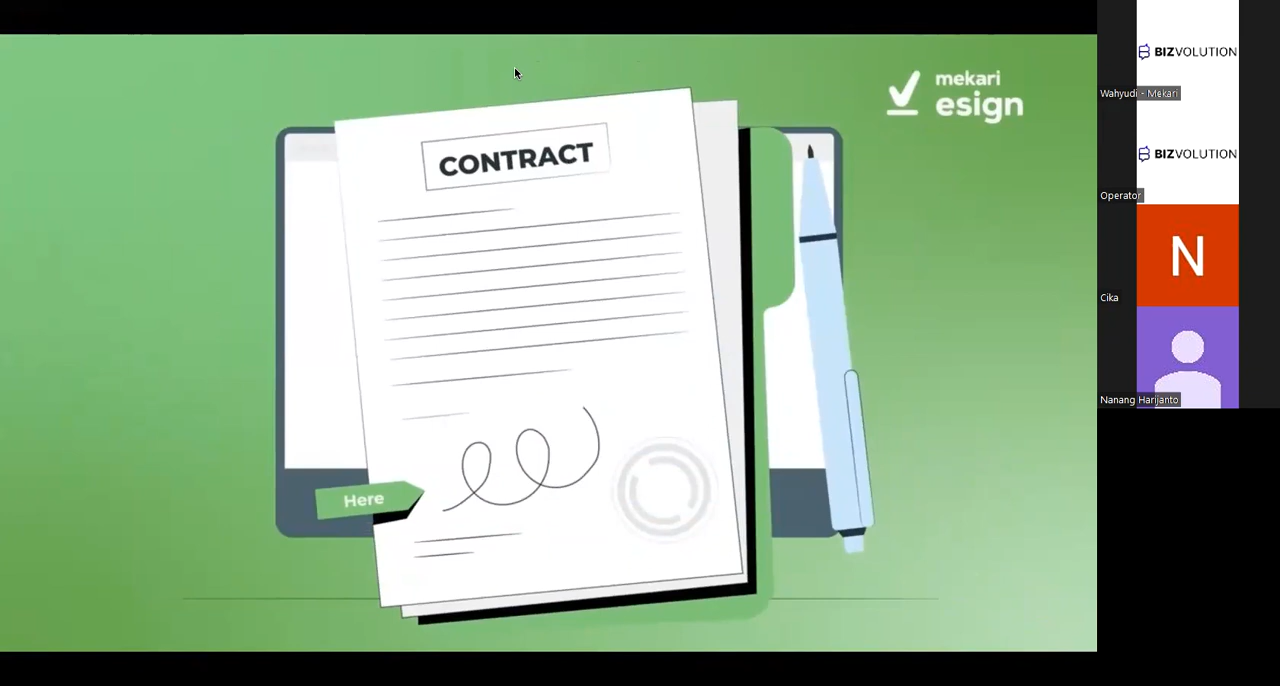 mekari
esign
CONTRACT
Here
BIZVOLUTION
Wahyudi - Mekari
BIZVOLUTION
Operator
N
Cika
Nanang Harijanto